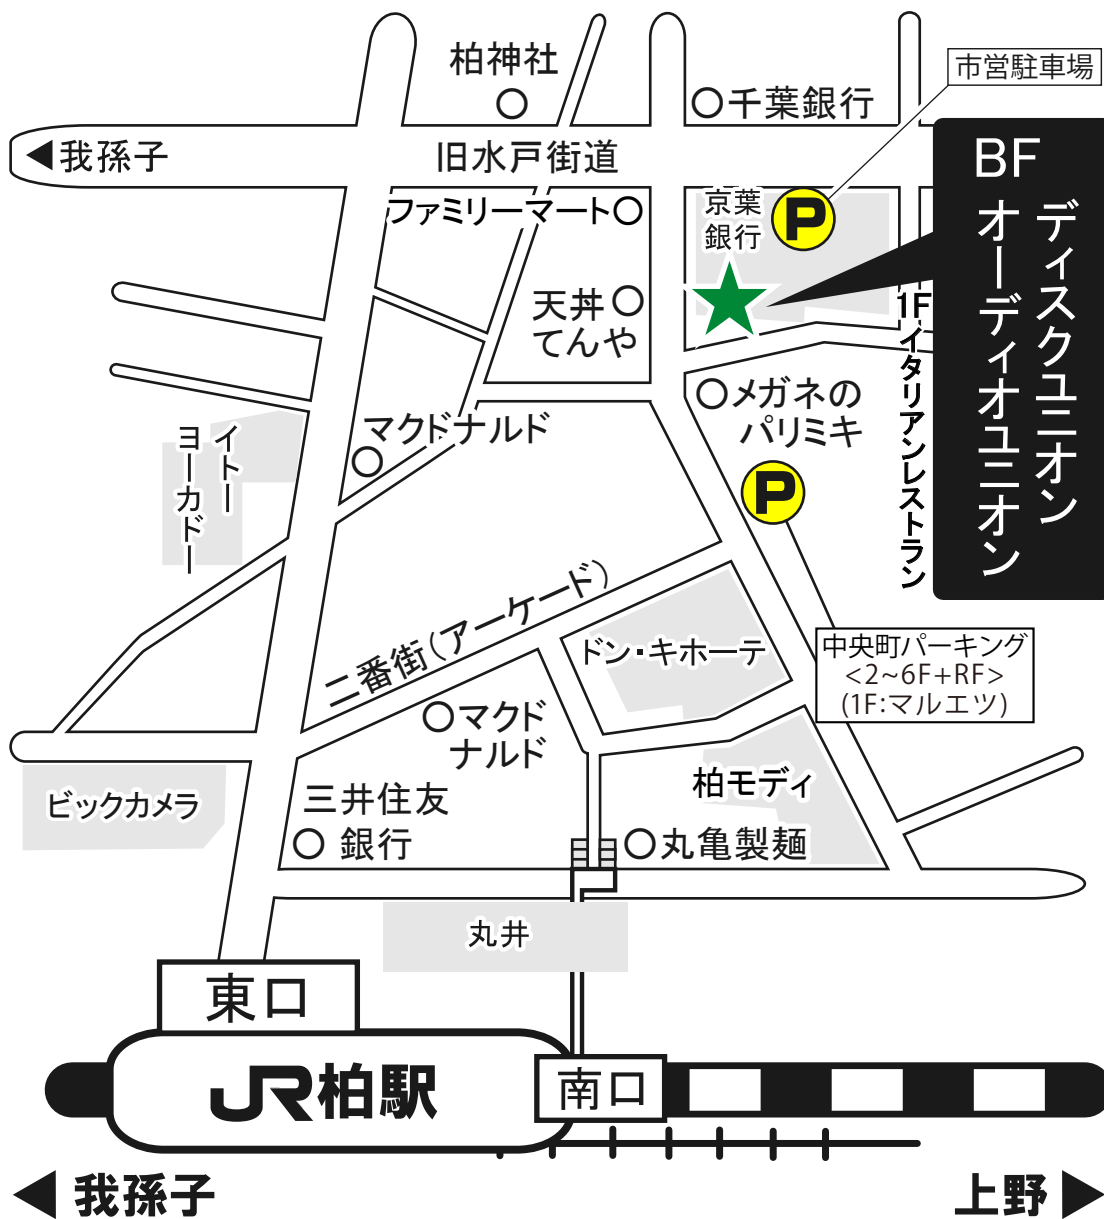 柏神社
市営駐車場
千葉銀行
◀我孫子
旧水戸街道
BF
ディスクユニオン
オーディオユニオン
1Fイタリアンレストラン
ファミリーマート
京葉
銀行
P
天丼
てんや
メガネの
パリミキ
マクドナルド
イトー
ヨーカドー
P
二番街(アーケード)
ドン・キホーテ
中央町パーキング
<2~6F+RF>
(1F:マルエツ)
マクド
ナルド
柏モディ
ビックカメラ
三井住友
銀行
丸亀製麺
丸井
東口
JR柏駅
南口
◀我孫子
上野▶